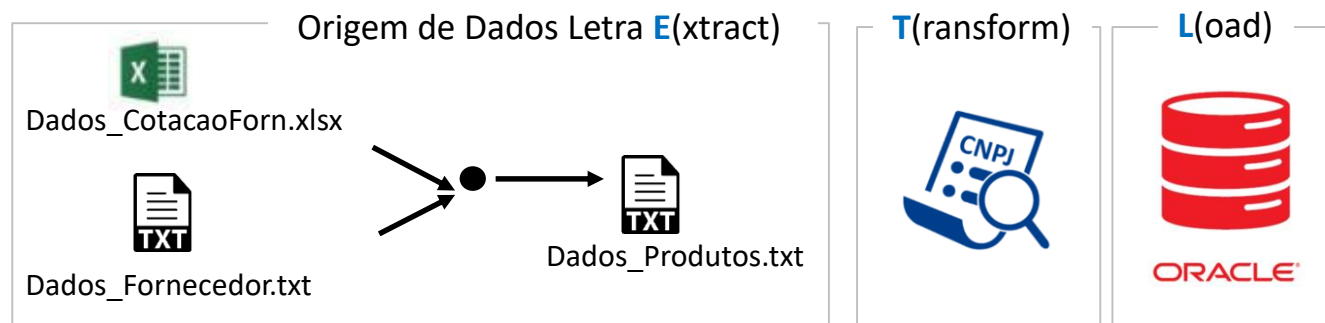 Origem de Dados Letra E(xtract)
X
Dados_CotacaoForn.xlsx
TXT
Dados_Fornecedor.txt
TXT
Dados_Produtos.txt
T(ransform)
CNPJ
L(oad)
ORACLE